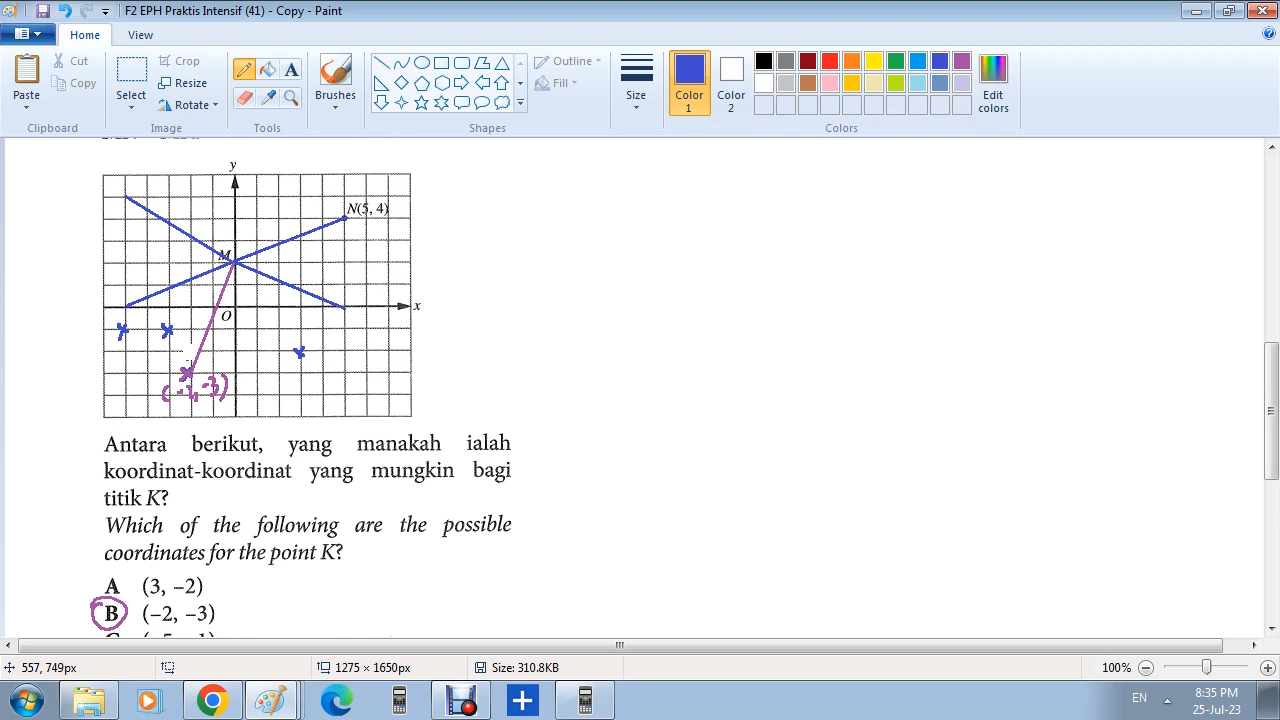 F2 EPH Praktis Intensif (41) - Copy - Paint
Home View
Paste
Cut
Copy
Clipboard
Select
Crop
Resize
Rotate
Image
Tools
Brushes
Shapes
Outline
Fill
Size
Color 1
Color 2
Edit colors
Colors
y
N(5, 4)
M
O
x
(-2, -3)
Antara berikut, yang manakah ialah
koordinat-koordinat yang mungkin bagi
titik K?
Which of the following are the possible
coordinates for the point K?
A (3, –2)
B (–2, –3)
557, 749px
1275 × 1650px
Size: 310.8KB
100%
EN
8:35 PM
25-Jul-23